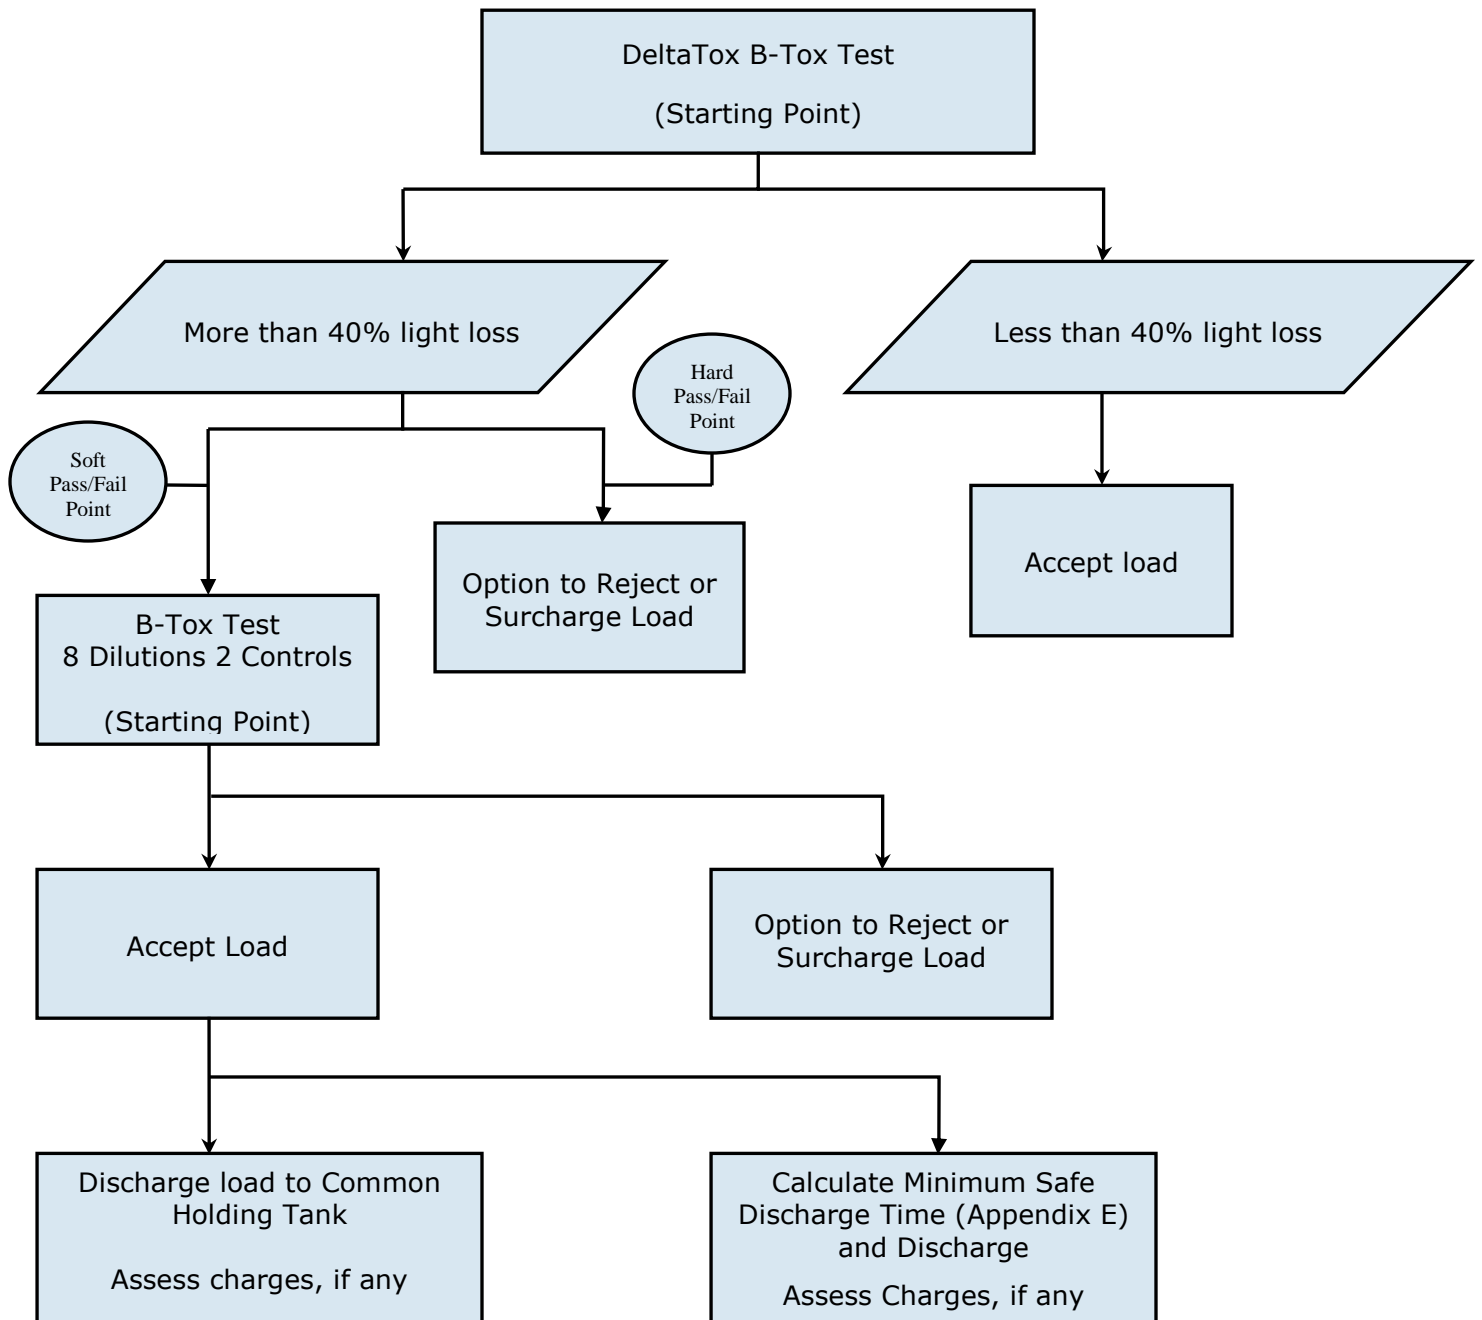 DeltaTox B-Tox Test
(Starting Point)
More than 40% light loss
Less than 40% light loss
Hard
Pass/Fail
Point
Soft
Pass/Fail
Point
Accept load
Option to Reject or
Surcharge Load
B-Tox Test
8 Dilutions 2 Controls
(Starting Point)
Accept Load
Option to Reject or
Surcharge Load
Discharge load to Common
Holding Tank
Assess charges, if any
Calculate Minimum Safe
Discharge Time (Appendix E)
and Discharge
Assess Charges, if any